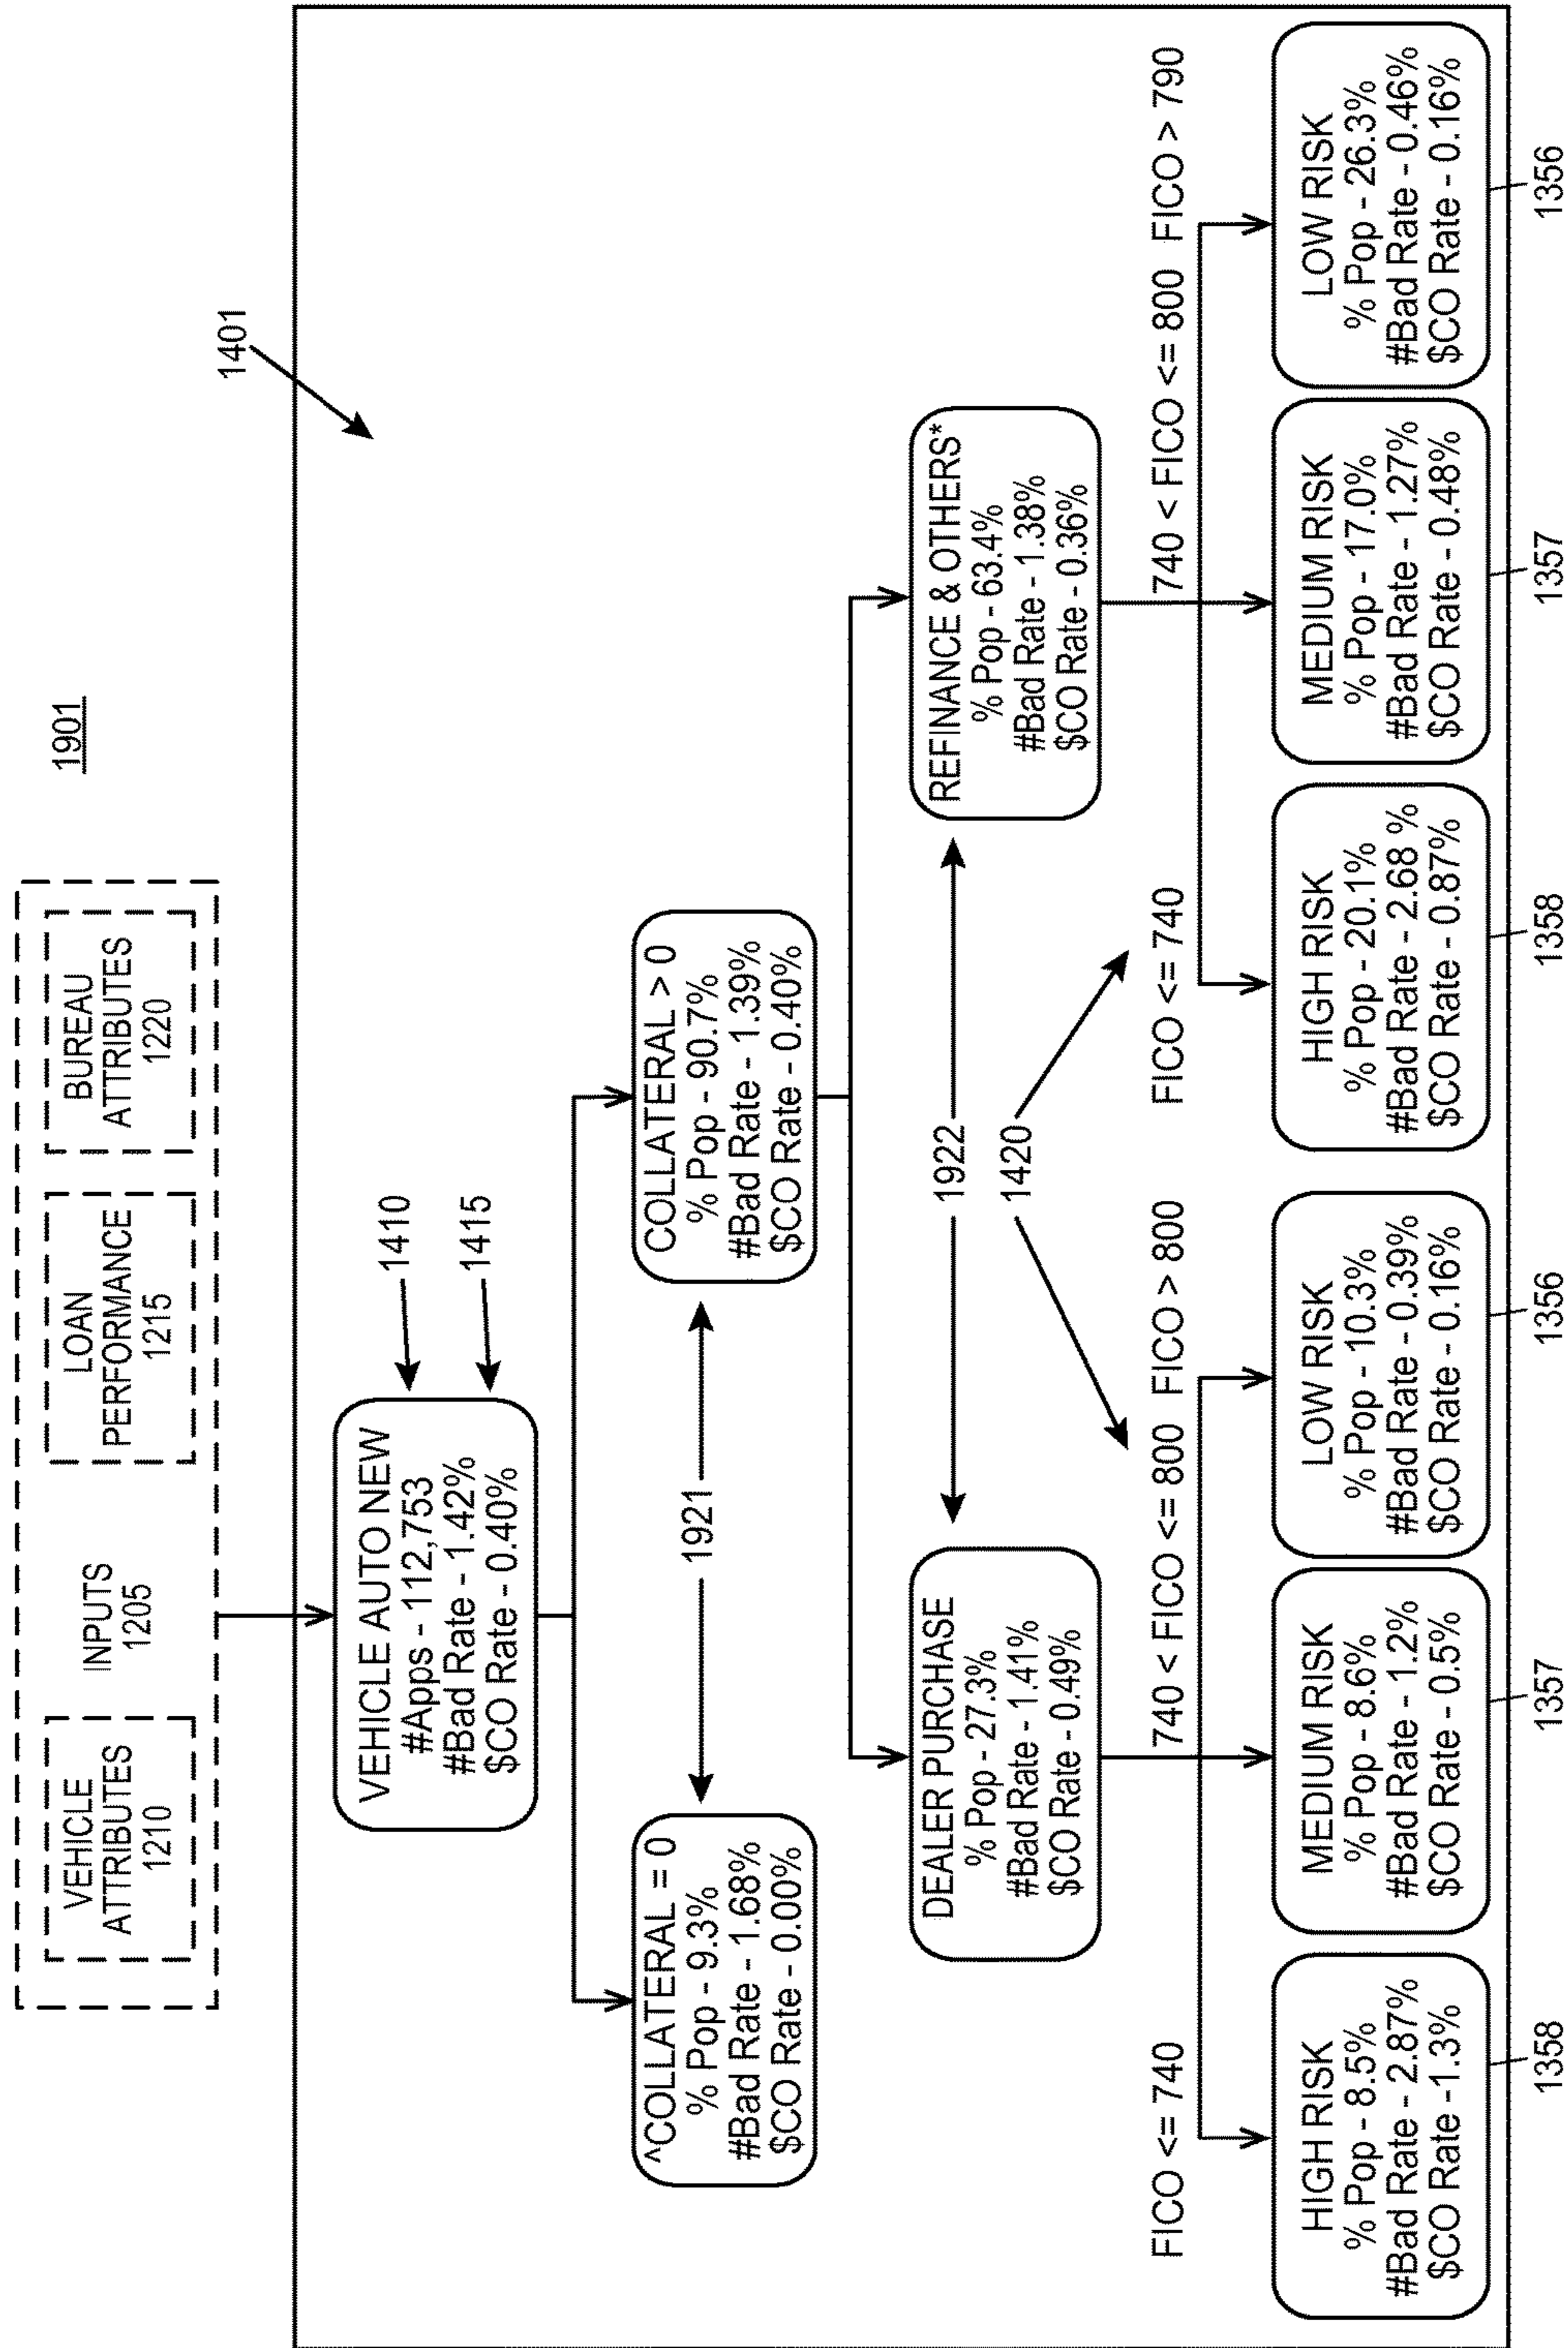 1901
VEHICLE
ATTRIBUTES
1210
INPUTS
1205
LOAN
PERFORMANCE
1215
BUREAU
ATTRIBUTES
1220
1401
VEHICLE AUTO NEW
#Apps - 112,753
#Bad Rate - 1.42%
$CO Rate - 0.40%
1410
1415
^COLLATERAL = 0
% Pop - 9.3%
#Bad Rate - 1.68%
$CO Rate - 0.00%
1921
COLLATERAL > 0
% Pop - 90.7%
#Bad Rate - 1.39%
$CO Rate - 0.40%
DEALER PURCHASE
% Pop - 27.3%
#Bad Rate - 1.41%
$CO Rate - 0.49%
1922
REFINANCE & OTHERS*
% Pop - 63.4%
#Bad Rate - 1.38%
$CO Rate - 0.36%
1420
FICO <= 740
740 < FICO <= 800
FICO > 800
FICO <= 740
740 < FICO <= 800
FICO > 790
HIGH RISK
% Pop - 8.5%
#Bad Rate - 2.87%
$CO Rate -1.3%
1358
MEDIUM RISK
% Pop - 8.6%
#Bad Rate - 1.2%
$CO Rate - 0.5%
1357
LOW RISK
% Pop - 10.3%
#Bad Rate - 0.39%
$CO Rate - 0.16%
1356
HIGH RISK
% Pop - 20.1%
#Bad Rate - 2.68 %
$CO Rate - 0.87%
1358
MEDIUM RISK
% Pop - 17.0%
#Bad Rate - 1.27%
$CO Rate - 0.48%
1357
LOW RISK
% Pop - 26.3%
#Bad Rate - 0.46%
$CO Rate - 0.16%
1356